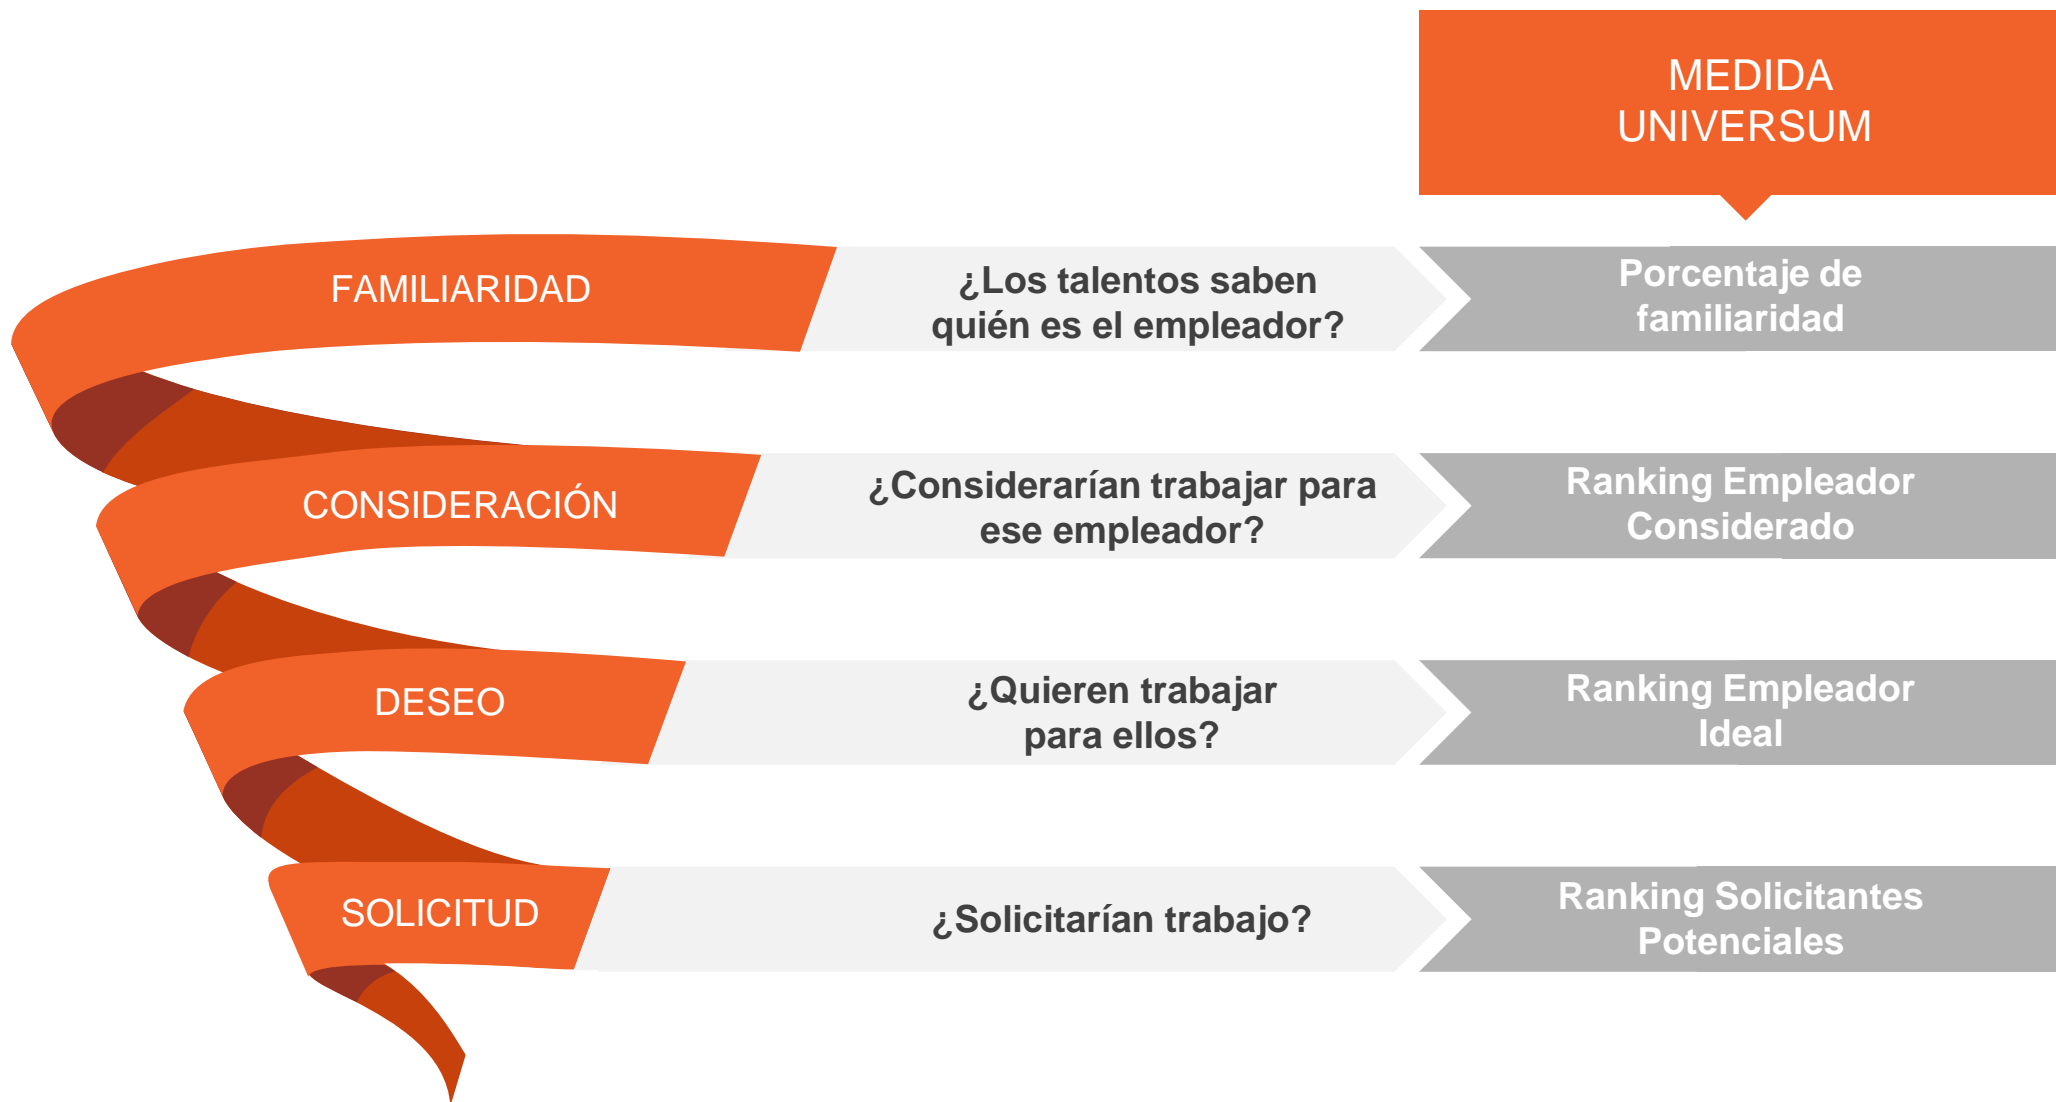 MEDIDA
UNIVERSUM
FAMILIARIDAD
¿Los talentos saben
quién es el empleador?
Porcentaje de
familiaridad
CONSIDERACIÓN
¿Considerarían trabajar para
ese empleador?
Ranking Empleador
Considerado
DESEO
¿Quieren trabajar
para ellos?
Ranking Empleador
Ideal
SOLICITUD
¿Solicitarían trabajo?
Ranking Solicitantes
Potenciales